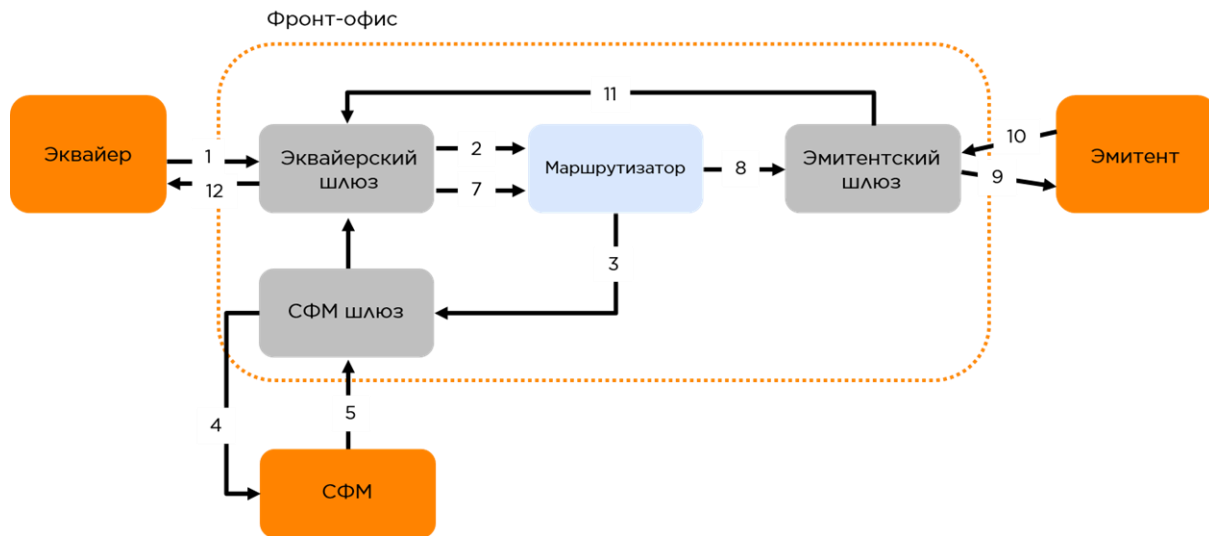 Фронт-офис
11
Эквайер
1
12
Эквайерский
шлюз
2
7
Маршрутизатор
8
Эмитентский
шлюз
10
9
Эмитент
3
СФМ шлюз
4
5
СФМ